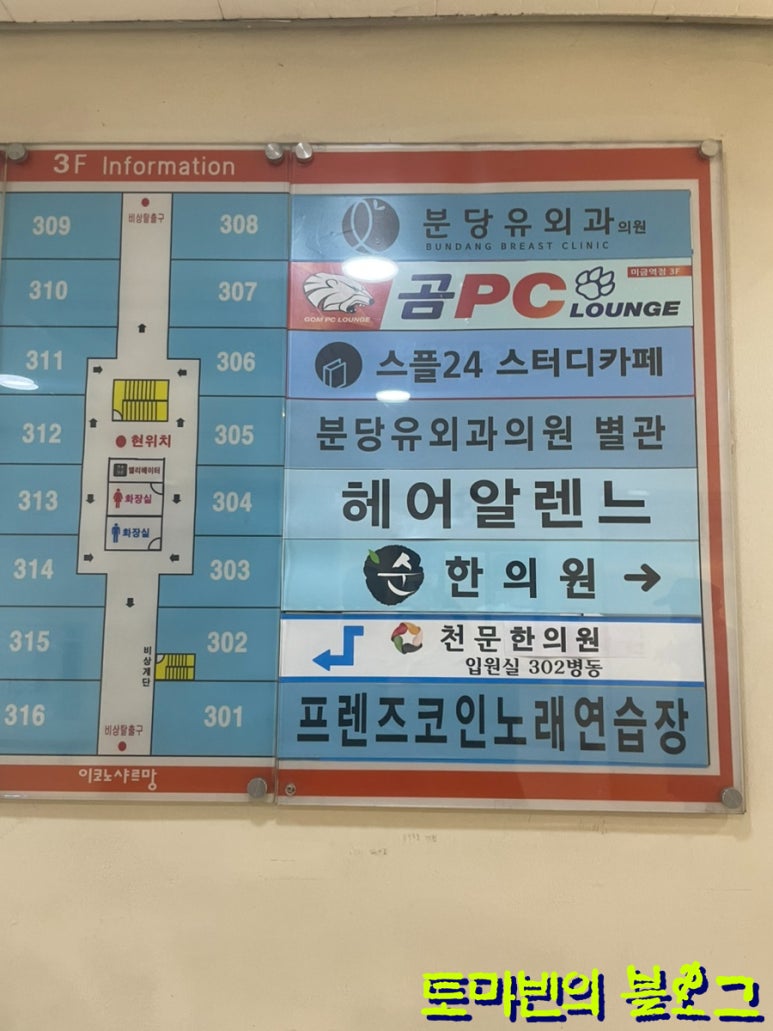 3F Information
309
310
311
312
313
314
315
316
비상탈출구
현위치
엘리베이터
화장실
화장실
비상계단
비상탈출구
308
307
306
305
304
303
302
301
이코노샤르망
분당유외과의원
BUNDANG BREAST CLINIC
GOM PC LOUNGE
곰PC
LOUNGE
미금역점 3F
스플24 스터디카페
분당유외과의원 별관
헤어알렌느
순 한의원 →
천문한의원
입원실 302병동
프렌즈코인노래연습장
토마빈의 블로그